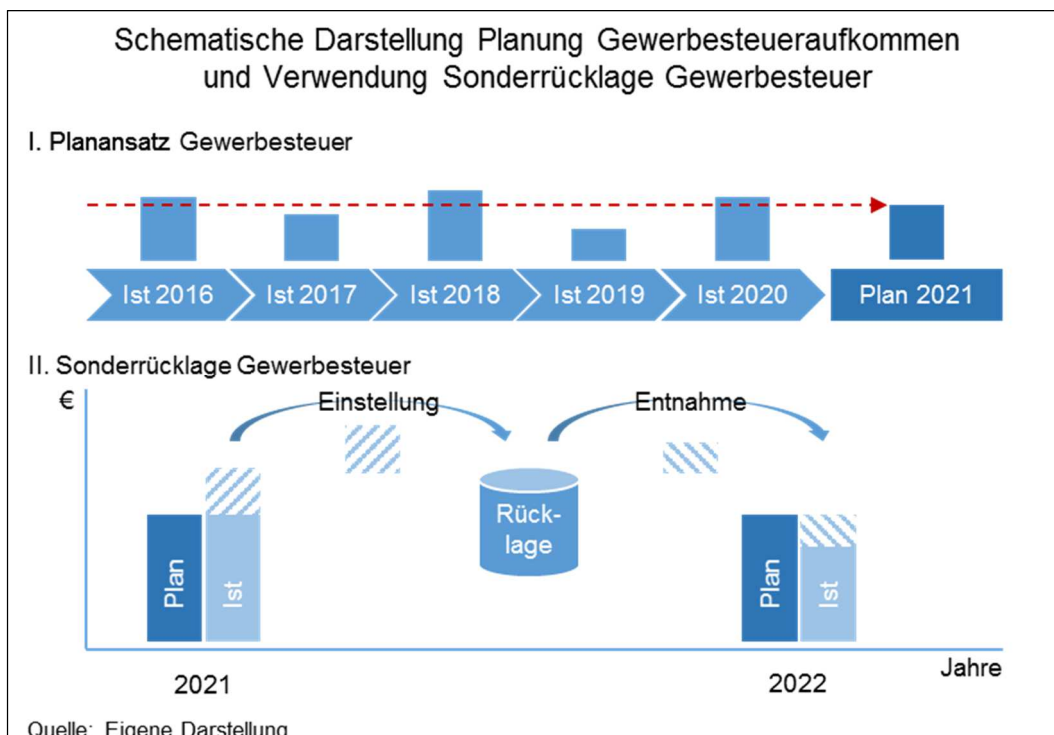 Schematische Darstellung Planung Gewerbesteueraufkommen
und Verwendung Sonderrücklage Gewerbesteuer
I. Planansatz Gewerbesteuer
Ist 2016
Ist 2017
Ist 2018
Ist 2019
Ist 2020
Plan 2021
II. Sonderrücklage Gewerbesteuer
€
Einstellung
Entnahme
Rück-
lage
Plan
Ist
Plan
Ist
Jahre
2021
2022
Quelle: Eigene Darstellung